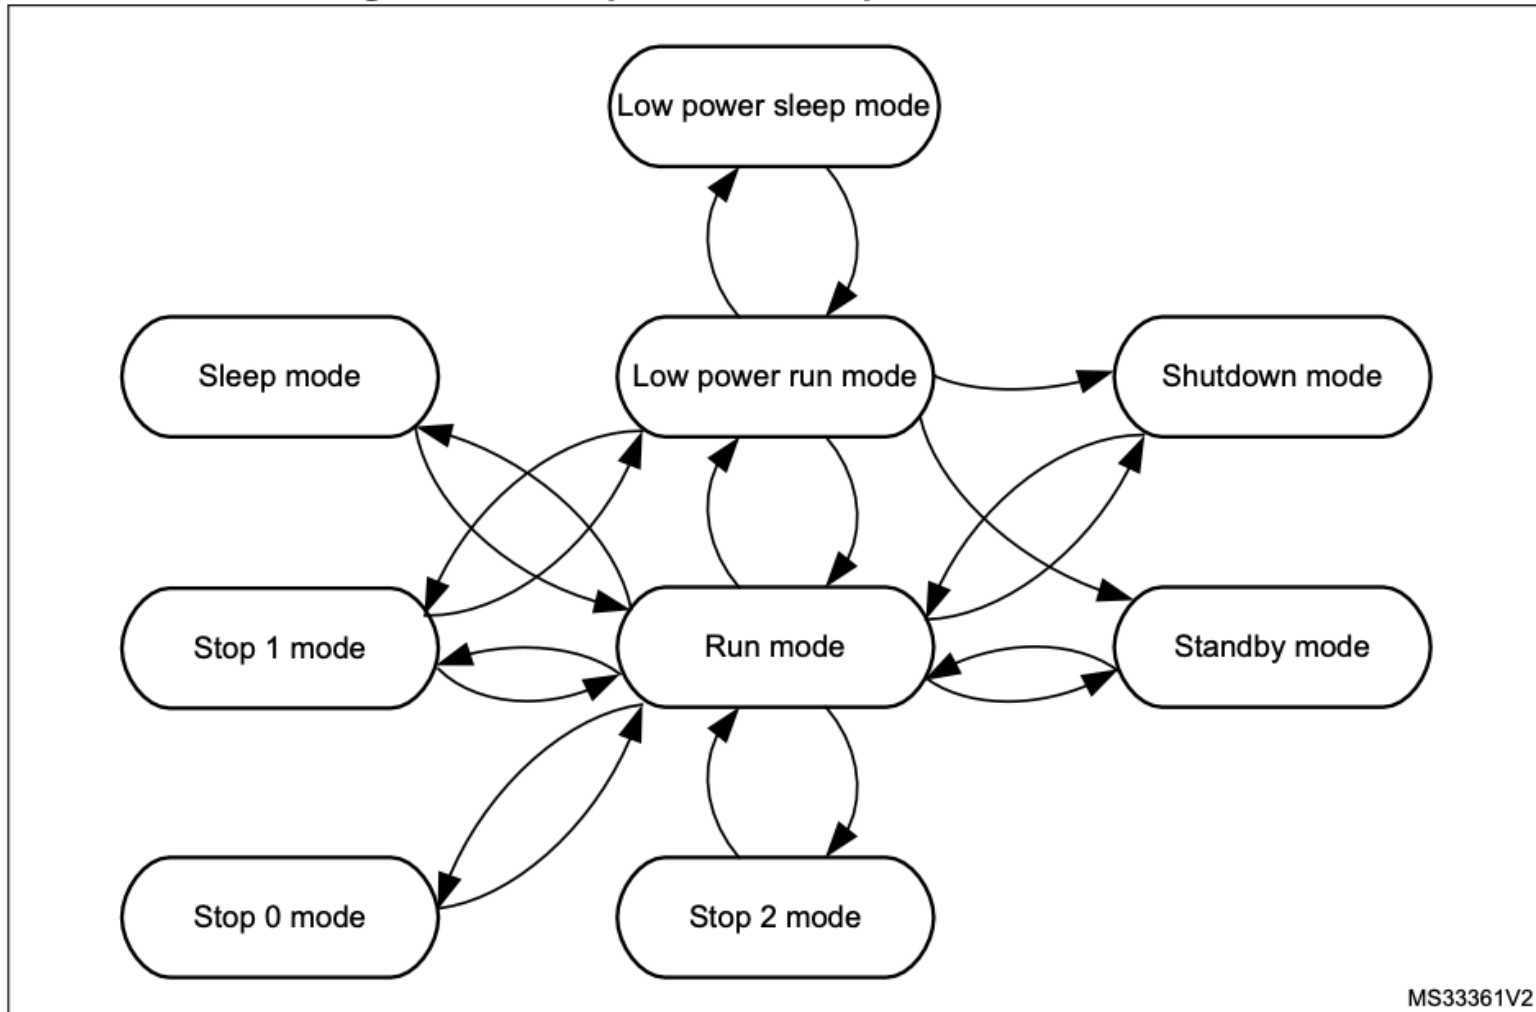 Low power sleep mode
Sleep mode
Low power run mode
Shutdown mode
Stop 1 mode
Run mode
Standby mode
Stop 0 mode
Stop 2 mode
MS33361V2